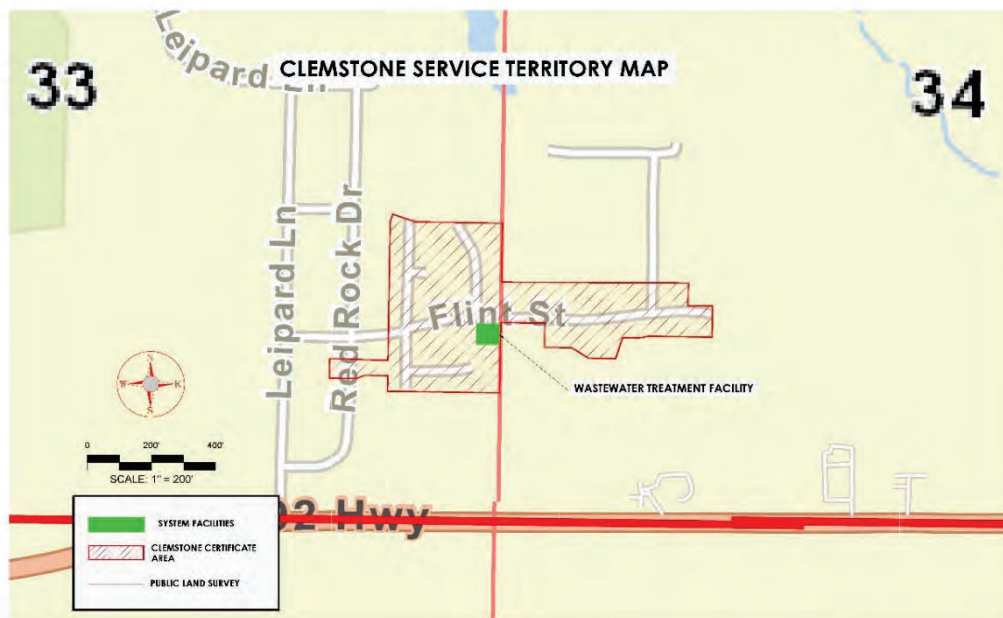 Leipard Ln
CLEMSTONE SERVICE TERRITORY MAP
33
34
Leipard Ln
Red Rock Dr
Flint St
WASTEWATER TREATMENT FACILITY
N
W
S
0 200' 400'
SCALE: 1" = 200'
Hwy
SYSTEM FACILITIES
CLEMSTONE CERTIFICATE
AREA
PUBLIC LAND SURVEY